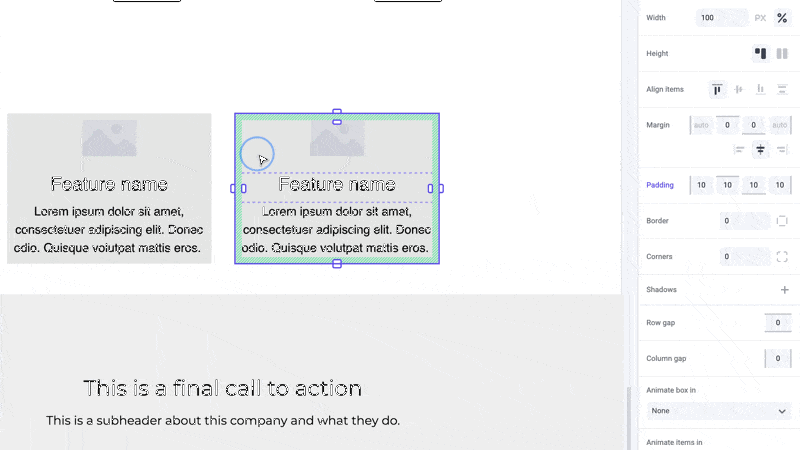 Feature name
Lorem ipsum dolor sit amet,
consectetuer adipiscing elit. Donec
odio. Quisque volutpat mattis eros.
Feature name
Lorem ipsum dolor sit amet,
consectetuer adipiscing elit. Donec
odio. Quisque volutpat mattis eros.
This is a final call to action
This is a subheader about this company and what they do.
Width 100 PX %
Height
Align items
Margin auto 0 0 auto
Padding 10 10 10 10
Border 0
Corners 0
Shadows +
Row gap 0
Column gap 0
Animate box in
None
Animate items in